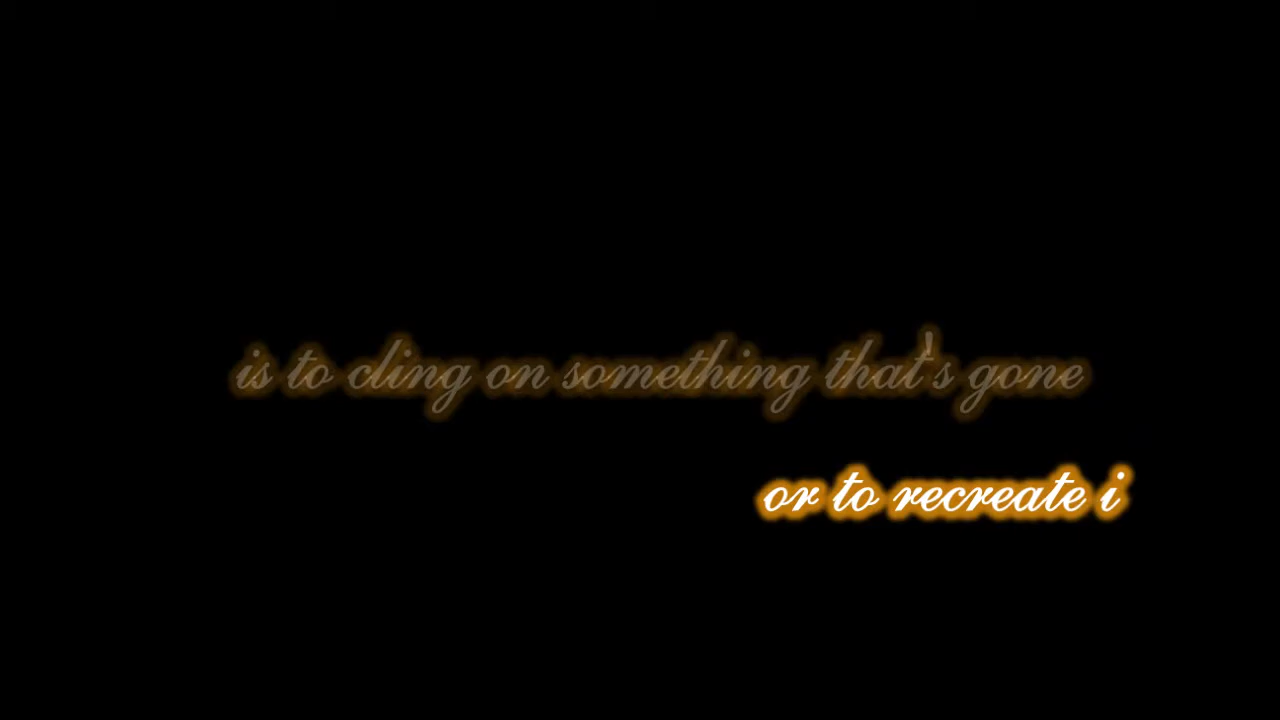 is to cling on something that's gone
or to recreate i